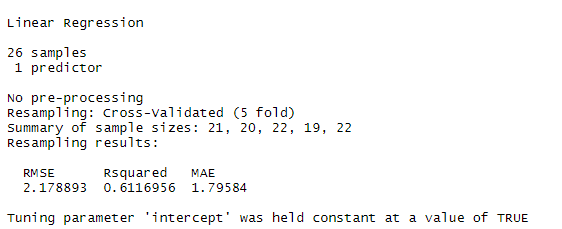 Linear Regression
26 samples
1 predictor
No pre-processing
Resampling: Cross-Validated (5 fold)
Summary of sample sizes: 21, 20, 22, 19, 22
Resampling results:
RMSE Rsquared MAE
2.178893 0.6116956 1.79584
Tuning parameter 'intercept' was held constant at a value of TRUE